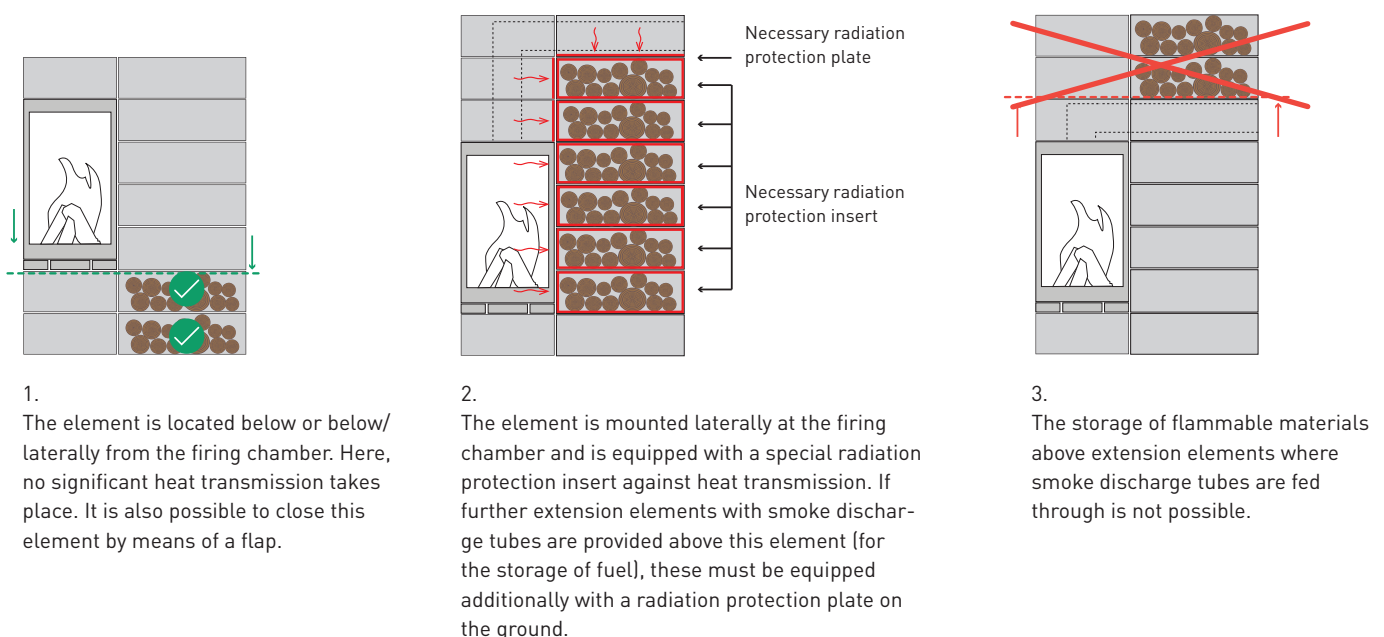 Necessary radiation
protection plate
Necessary radiation
protection insert
1.
The element is located below or below/
laterally from the firing chamber. Here,
no significant heat transmission takes
place. It is also possible to close this
element by means of a flap.
2.
The element is mounted laterally at the firing
chamber and is equipped with a special radiation
protection insert against heat transmission. If
further extension elements with smoke dischar-
ge tubes are provided above this element (for
the storage of fuel), these must be equipped
additionally with a radiation protection plate on
the ground.
3.
The storage of flammable materials
above extension elements where
smoke discharge tubes are fed
through is not possible.